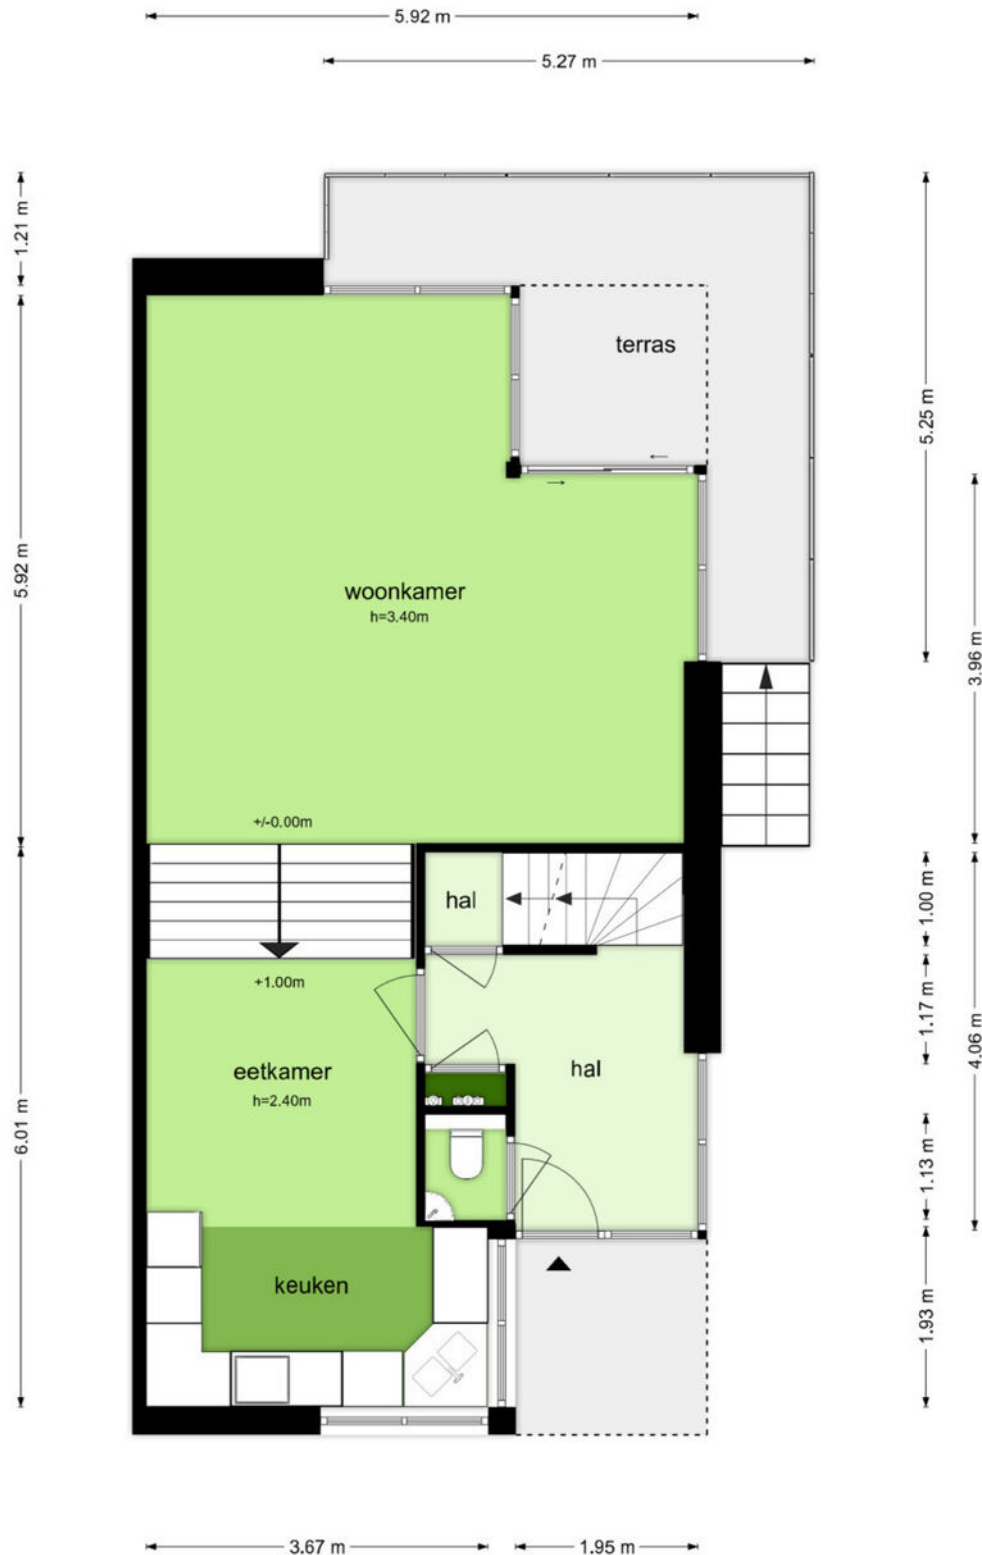 5.92 m
5.27 m
1.21 m
5.92 m
6.01 m
5.25 m
3.96 m
1.00 m
1.17 m
4.06 m
1.13 m
1.93 m
terras
woonkamer
h=3.40m
+/-0.00m
hal
+1.00m
eetkamer
h=2.40m
hal
keuken
3.67 m
1.95 m